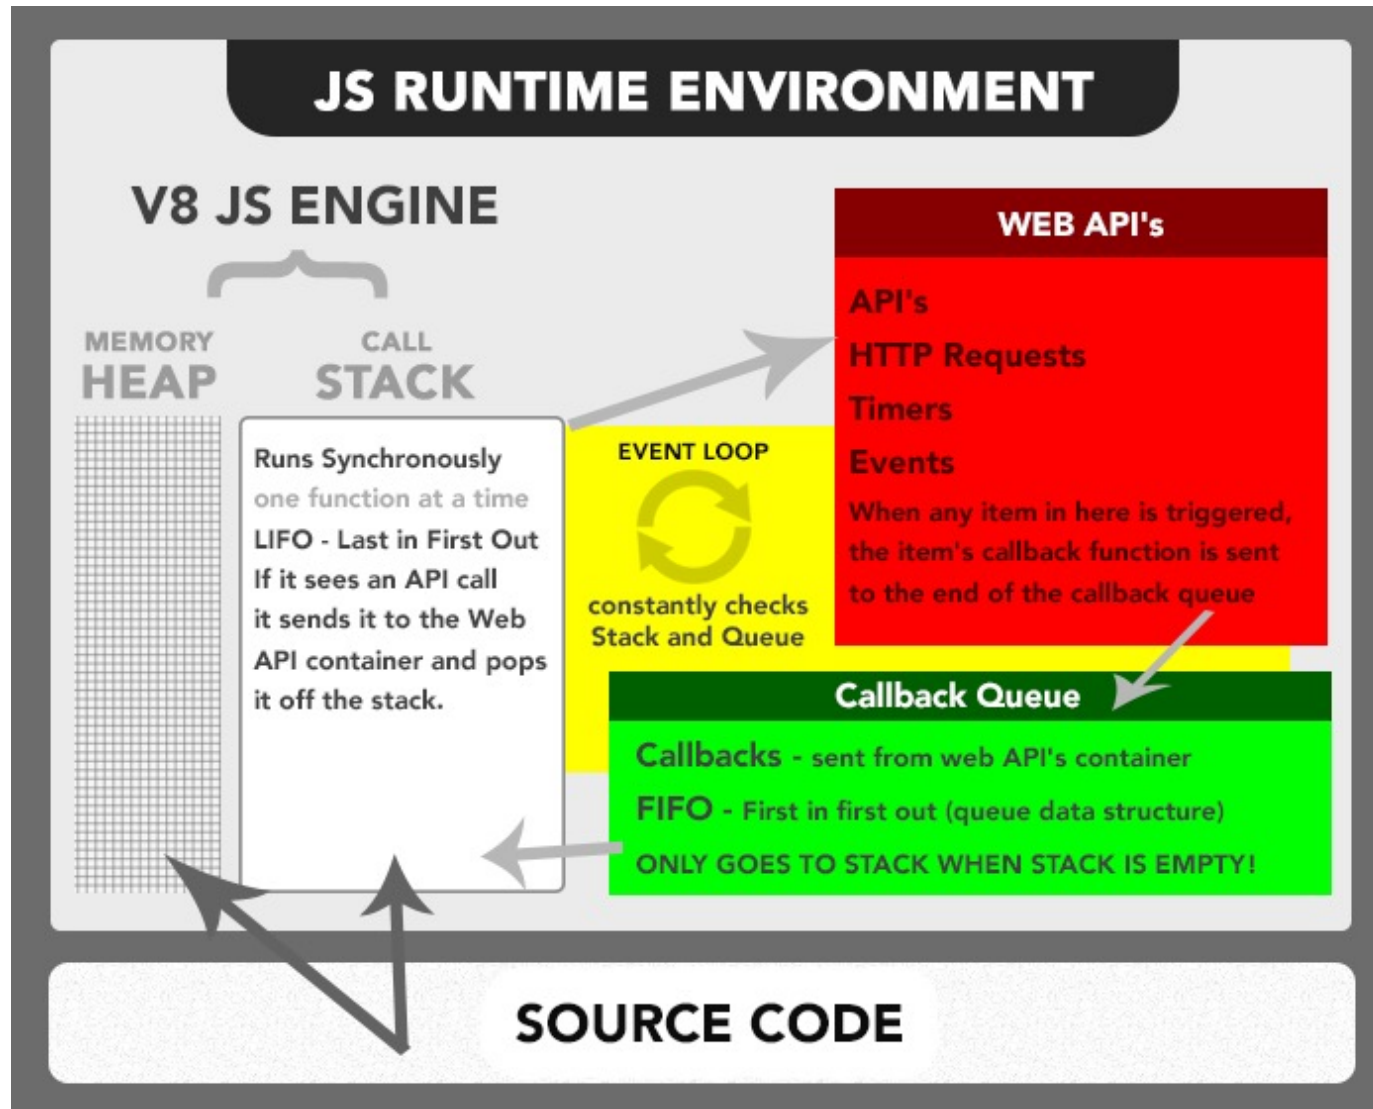 JS RUNTIME ENVIRONMENT
V8 JS ENGINE
MEMORY
HEAP
CALL
STACK
Runs Synchronously
one function at a time
LIFO - Last in First Out
If it sees an API call
it sends it to the Web
API container and pops
it off the stack.
EVENT LOOP
constantly checks
Stack and Queue
WEB API's
API's
HTTP Requests
Timers
Events
When any item in here is triggered,
the item's callback function is sent
to the end of the callback queue
Callback Queue
Callbacks - sent from web API's container
FIFO - First in first out (queue data structure)
ONLY GOES TO STACK WHEN STACK IS EMPTY!
SOURCE CODE